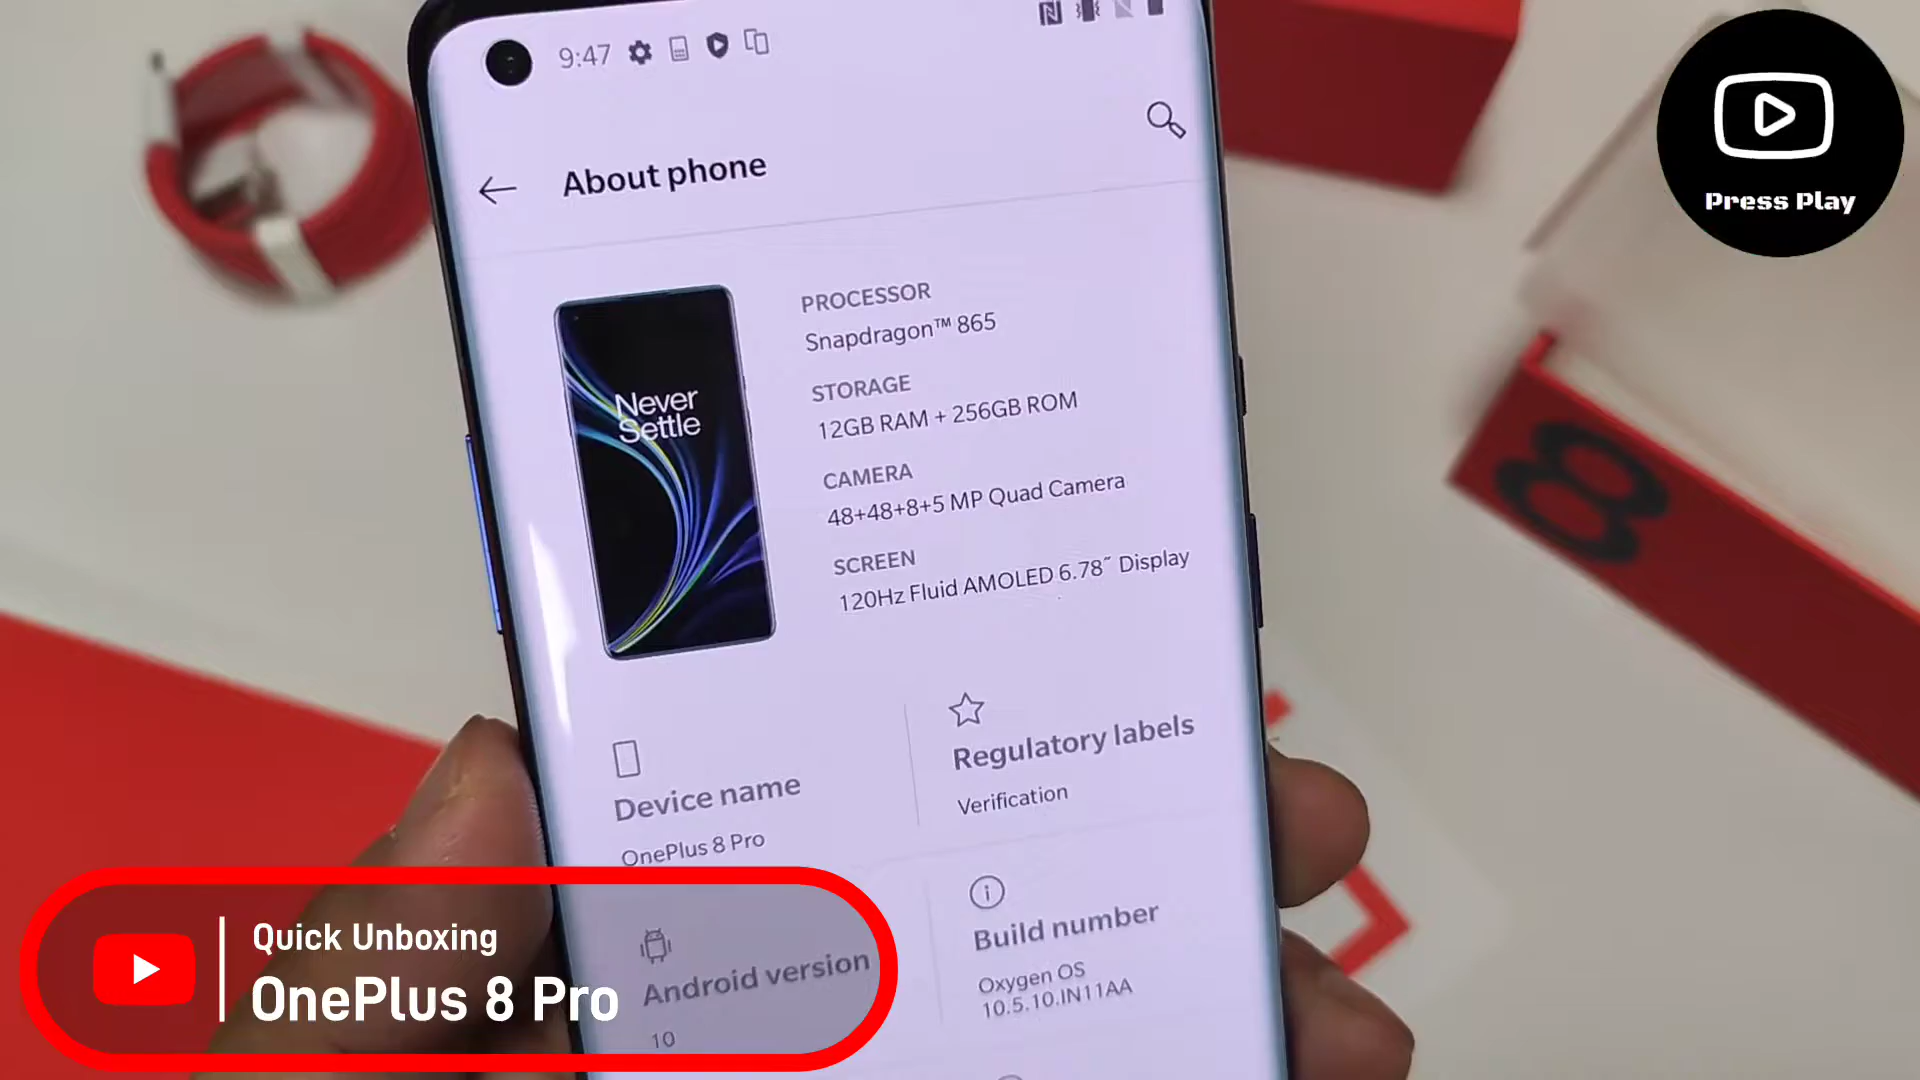 9:47
Press Play
About phone
PROCESSOR
Snapdragon™ 865
STORAGE
12GB RAM + 256GB ROM
CAMERA
48+48+8+5 MP Quad Camera
SCREEN
120Hz Fluid AMOLED 6.78″ Display
Never
Settle
8
Device name
OnePlus 8 Pro
Regulatory labels
Verification
Android version
10
Build number
Oxygen OS
10.5.10.IN11AA
Quick Unboxing
OnePlus 8 Pro